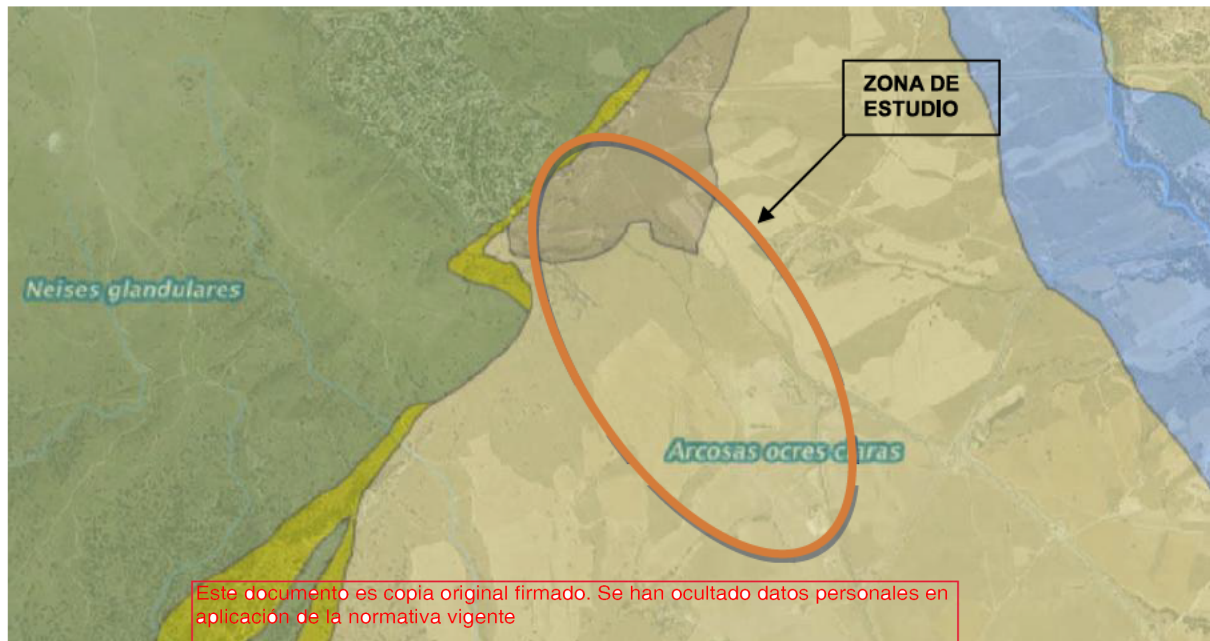 ZONA DE
ESTUDIO
Neises glandulares
Arcosas ocres claras
Este documento es copia original firmado. Se han ocultado datos personales en
aplicación de la normativa vigente